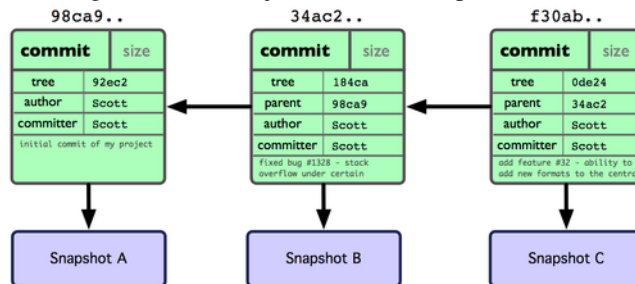 98ca9..
34ac2..
f30ab..
commit size
tree 92ec2
author Scott
committer Scott
initial commit of my project
commit size
tree 184ca
parent 98ca9
author Scott
committer Scott
fixed bug #1328 - stack
overflow under certain
commit size
tree 0de24
parent 34ac2
author Scott
committer Scott
add feature #32 - ability to
add new formats to the centra
Snapshot A
Snapshot B
Snapshot C